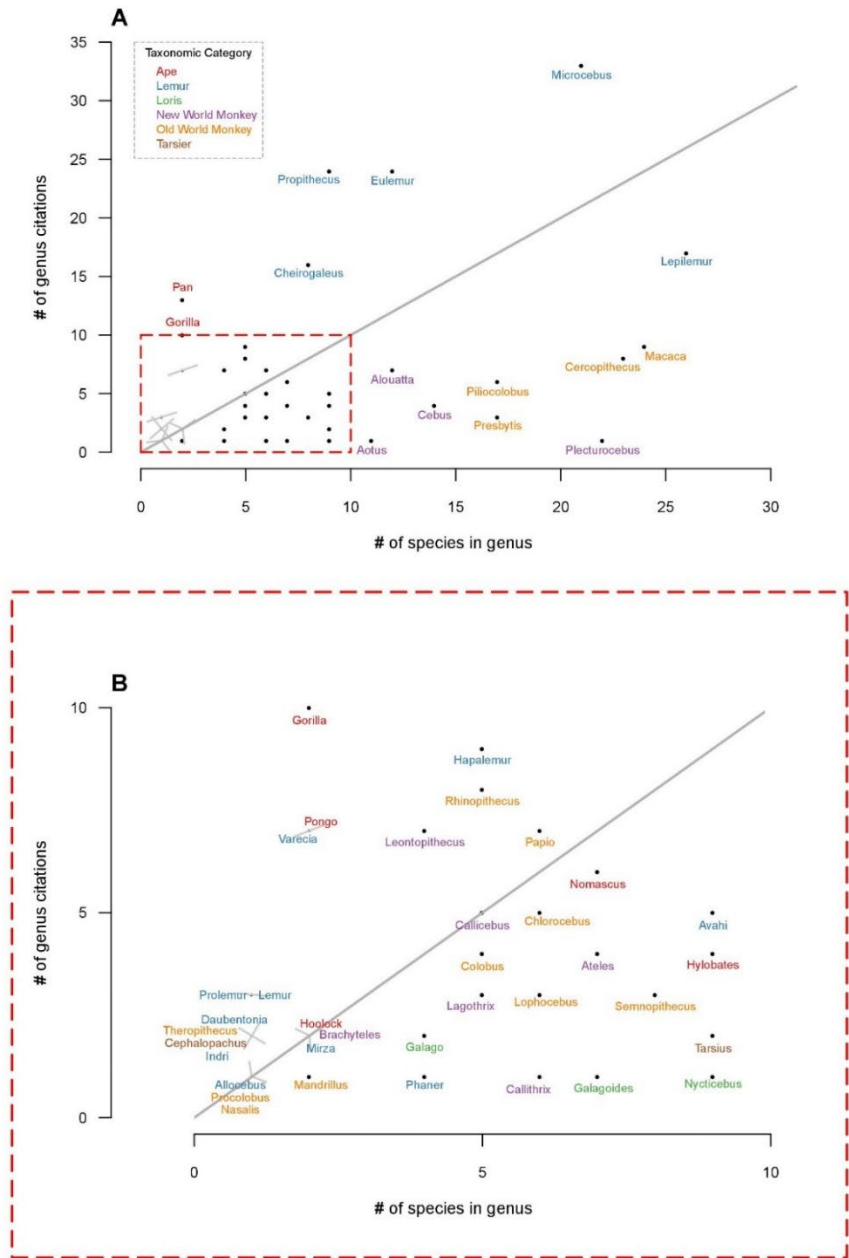 A
35
30
25
20
15
10
5
0
# of genus citations
Taxonomic Category
Ape
Lemur
Loris
New World Monkey
Old World Monkey
Tarsier
Microcebus
Propithecus
Eulemur
Cheirogaleus
Lepilemur
Pan
Gorilla
Macaca
Cercopithecus
Alouatta
Piliocolobus
Cebus
Presbytis
Aotus
Plecturocebus
0 5 10 15 20 25 30
# of species in genus
B
10
5
0
# of genus citations
Gorilla
Hapalemur
Rhinopithecus
Pongo
Varecia
Leontopithecus
Papio
Nomascus
Callicebus
Chlorocebus
Avahi
Colobus
Ateles
Hylobates
Prolemur
Lemur
Lagothrix
Lophocebus
Semnopithecus
Daubentonia
Theropithecus
Hoolock
Cephalopachus
Brachyteles
Indri
Mirza
Galago
Tarsius
Allocebus
Mandrillus
Phaner
Callithrix
Galagoides
Nycticebus
Procolobus
Nasalis
0 5 10
# of species in genus